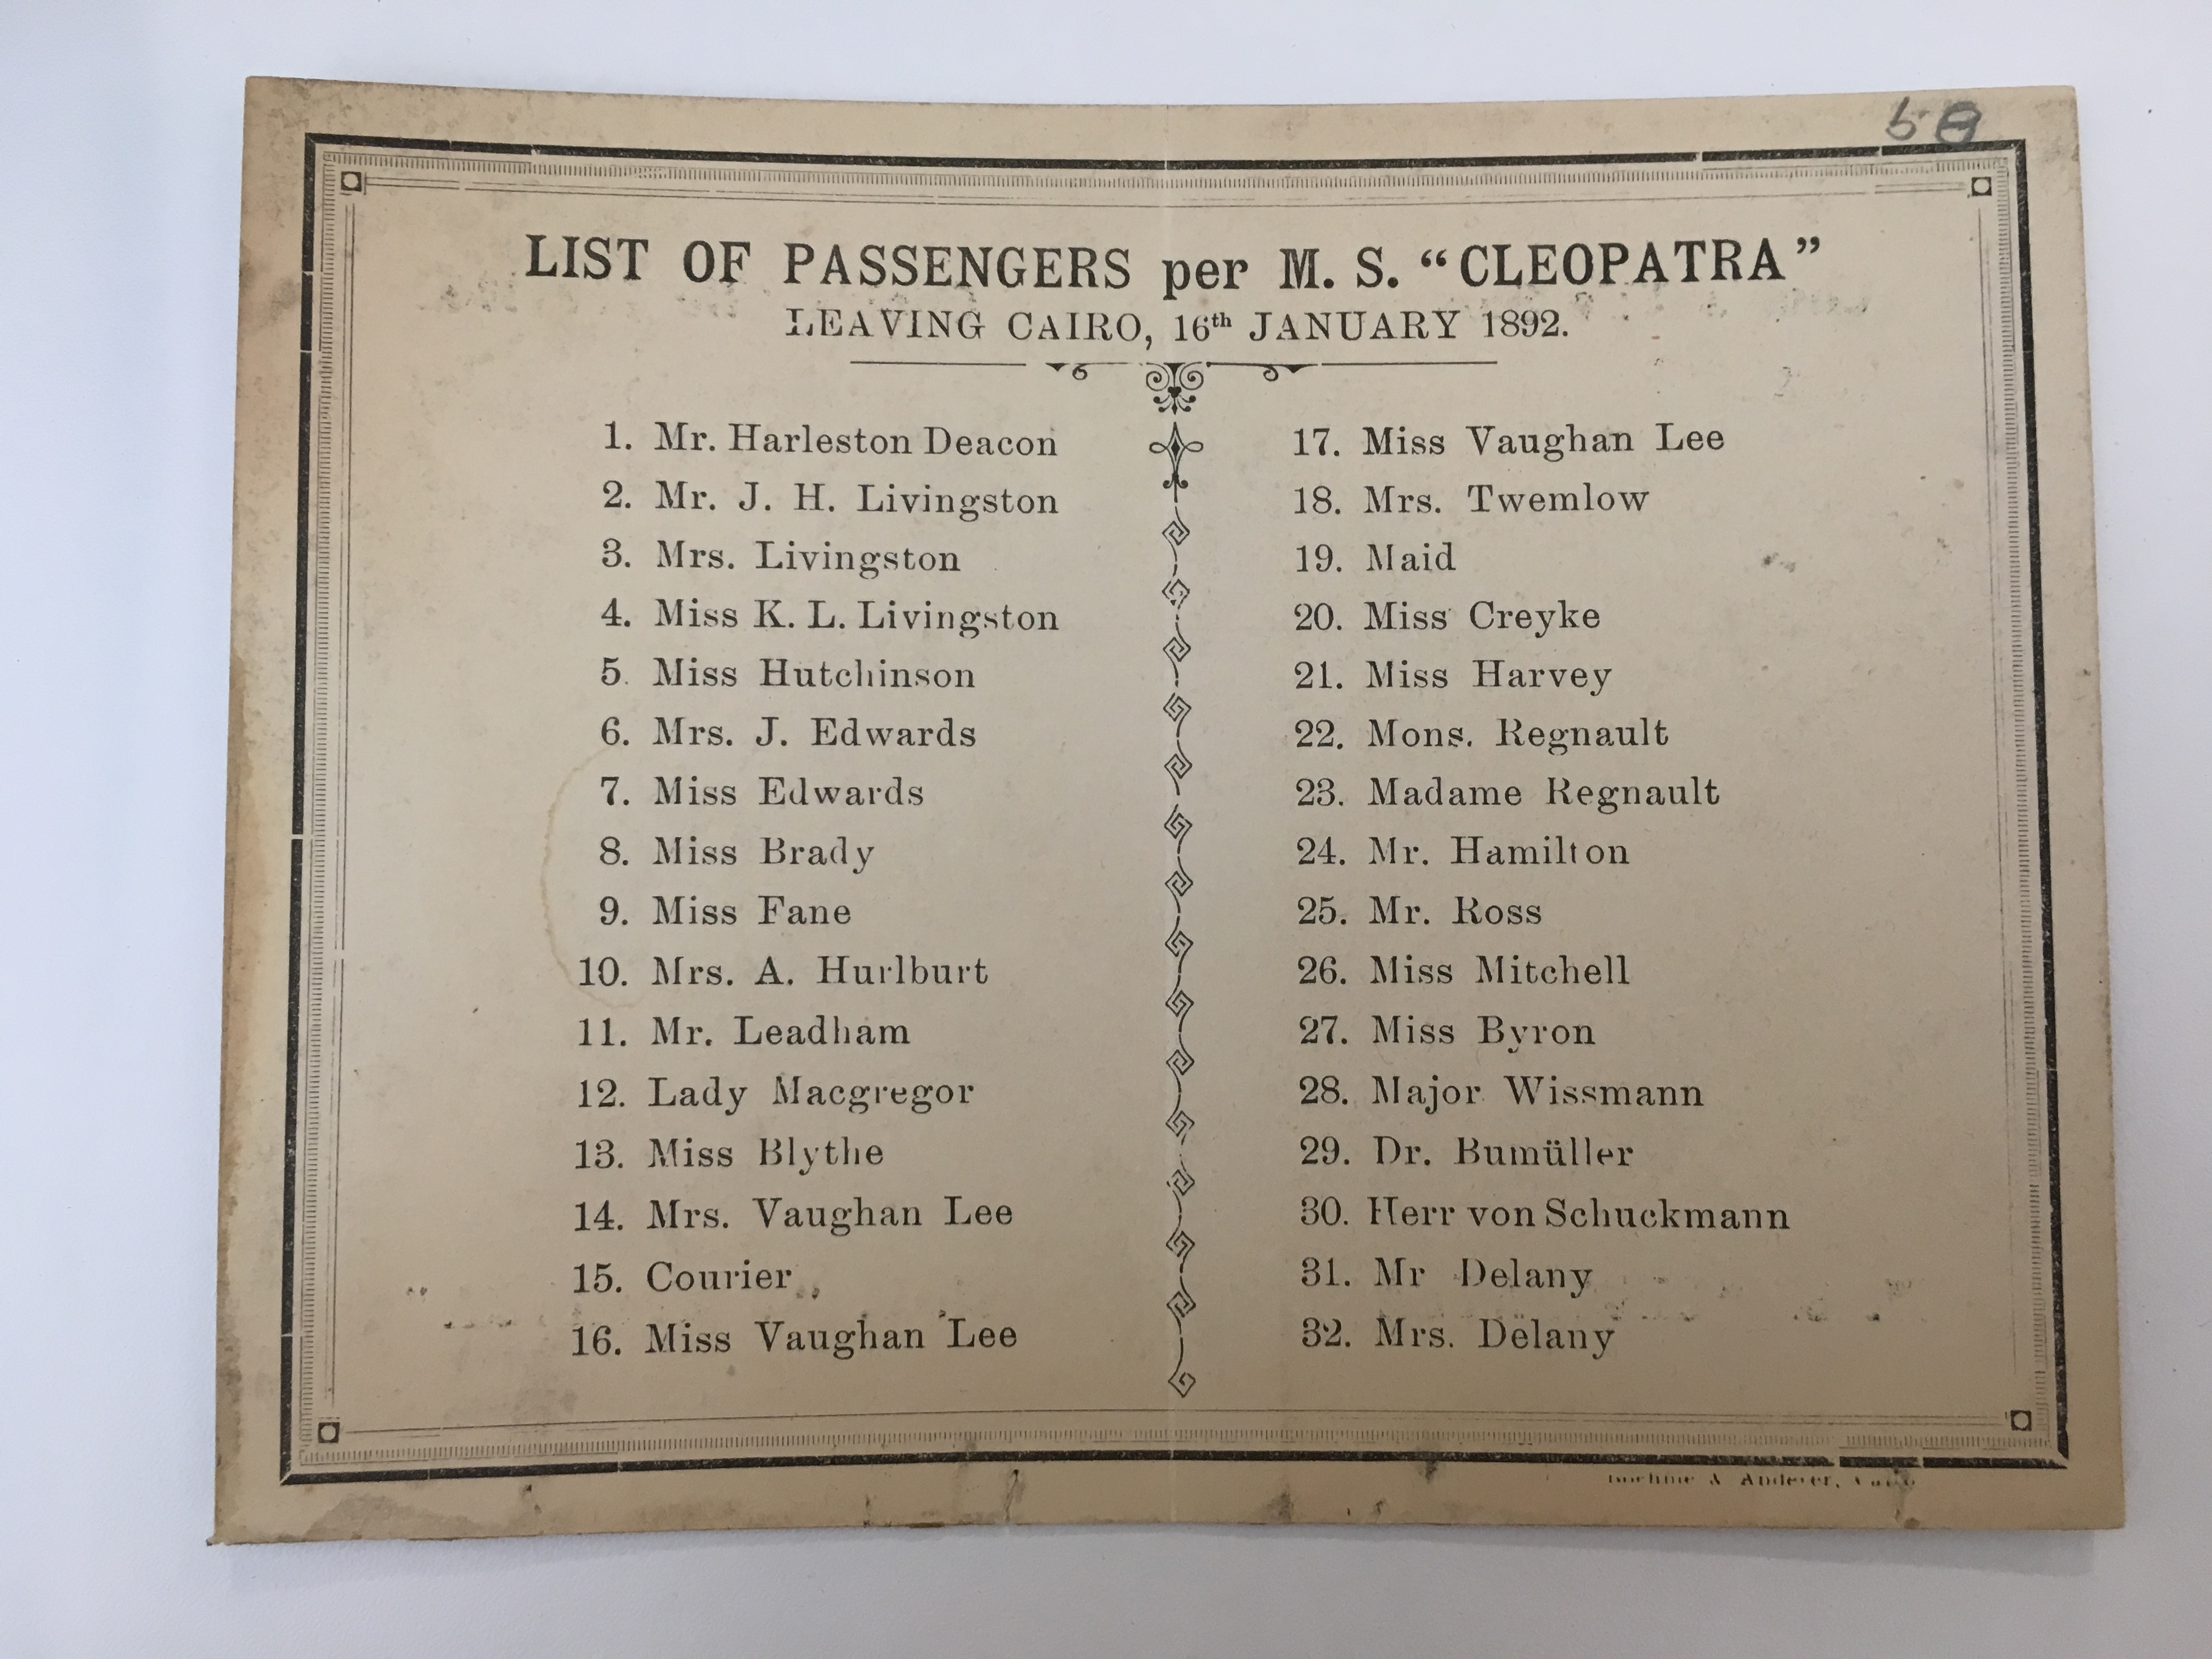 58
LIST OF PASSENGERS per M. S. “CLEOPATRA”
LEAVING CAIRO, 16th JANUARY 1892.
1. Mr. Harleston Deacon
2. Mr. J. H. Livingston
3. Mrs. Livingston
4. Miss K. L. Livingston
5. Miss Hutchinson
6. Mrs. J. Edwards
7. Miss Edwards
8. Miss Brady
9. Miss Fane
10. Mrs. A. Hurlburt
11. Mr. Leadham
12. Lady Macgregor
13. Miss Blythe
14. Mrs. Vaughan Lee
15. Courier
16. Miss Vaughan Lee
17. Miss Vaughan Lee
18. Mrs. Twemlow
19. Maid
20. Miss Creyke
21. Miss Harvey
22. Mons. Regnault
23. Madame Regnault
24. Mr. Hamilton
25. Mr. Ross
26. Miss Mitchell
27. Miss Byron
28. Major Wissmann
29. Dr. Bumüller
30. Herr von Schuckmann
31. Mr Delany
32. Mrs. Delany
& Anderer,